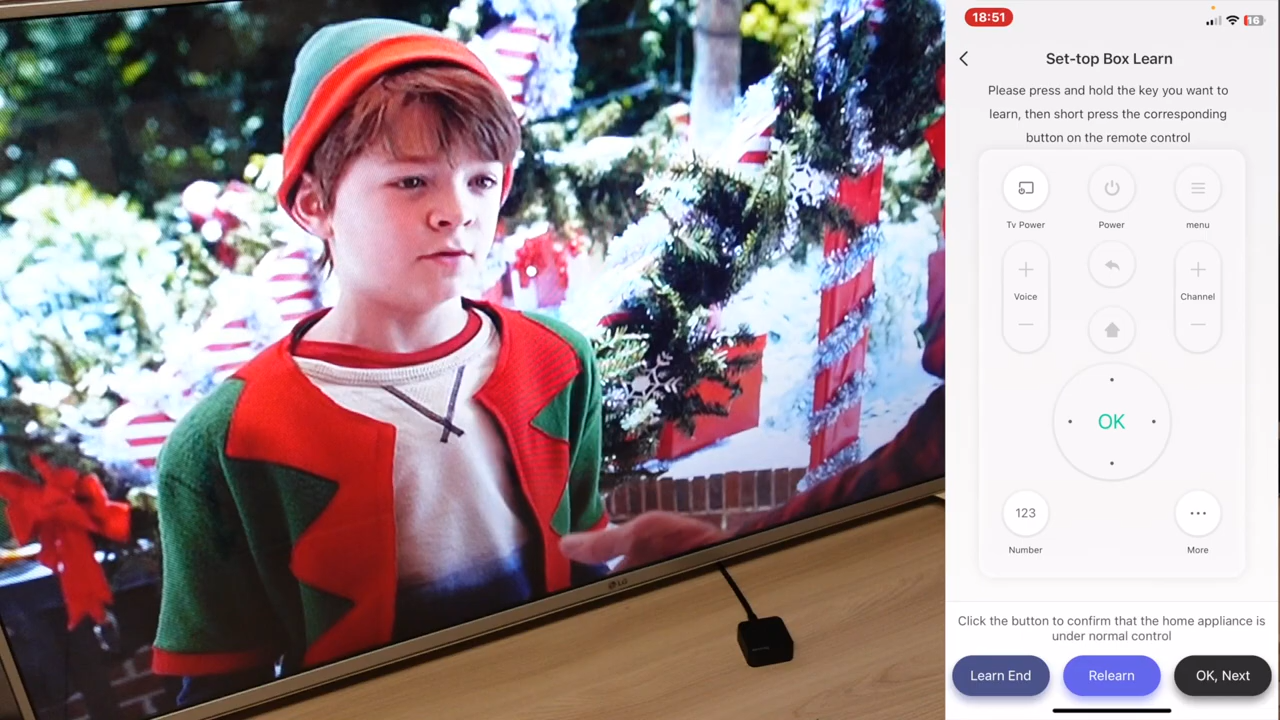 18:51
16
Set-top Box Learn
Please press and hold the key you want to
learn, then short press the corresponding
button on the remote control
Tv Power
Power
menu
Voice
Channel
OK
123
Number
More
Click the button to confirm that the home appliance is
under normal control
Learn End
Relearn
OK, Next
LG